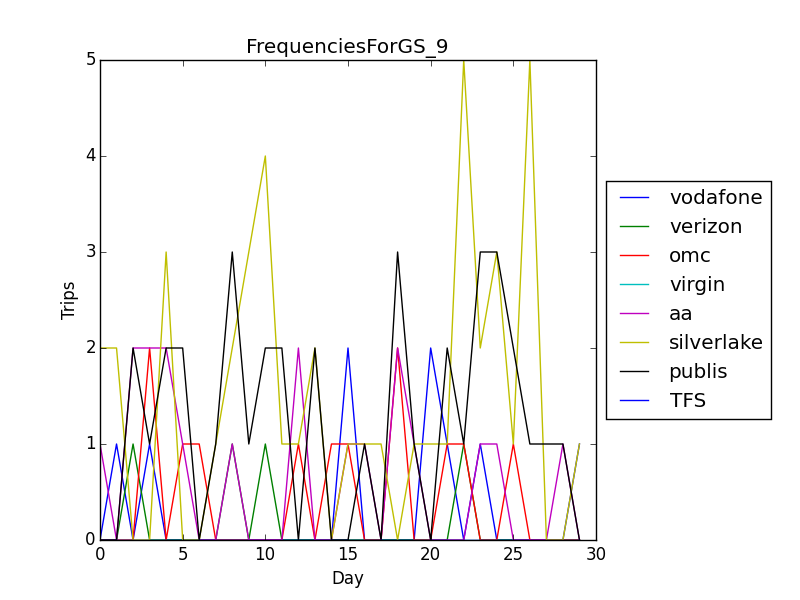 FrequenciesForGS_9
5
4
3
2
1
0
Trips
0 5 10 15 20 25 30
Day
vodafone
verizon
omc
virgin
aa
silverlake
publis
TFS